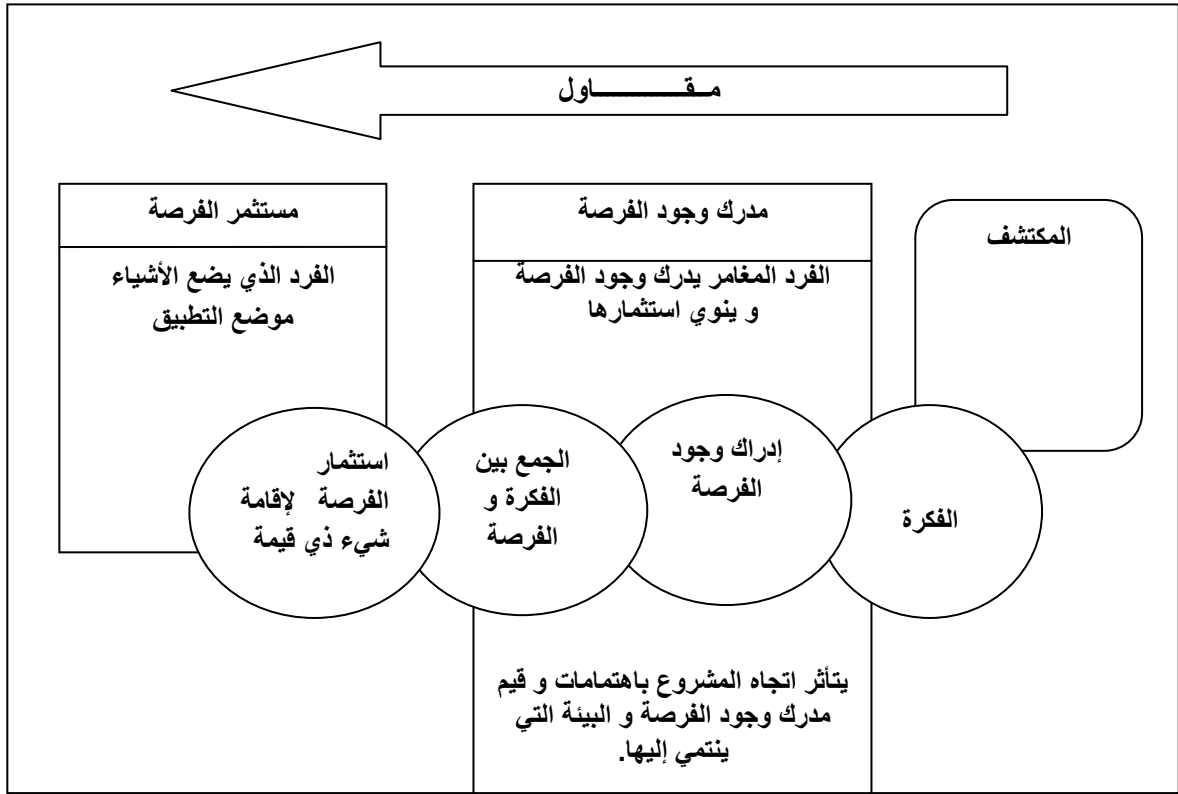 مــقـــــــــــاول
المكتشف
مدرك وجود الفرصة
الفرد المغامر يدرك وجود الفرصة
و ينوي استثمارها
مستثمر الفرصة
الفرد الذي يضع الأشياء
موضع التطبيق
الفكرة
إدراك وجود
الفرصة
الجمع بين
الفكرة و
الفرصة
استثمار
الفرصة لإقامة
شيء ذي قيمة
يتأثر اتجاه المشروع باهتمامات و قيم
مدرك وجود الفرصة و البيئة التي
ينتمي إليها.